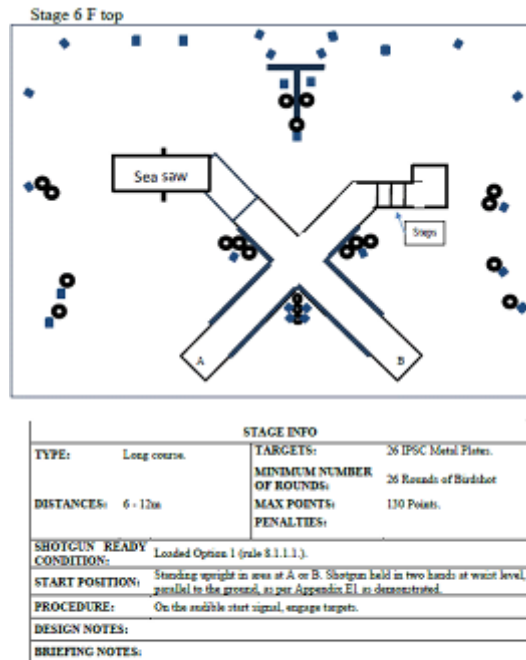 Stage 6 F top
Sea saw
Steps
A
B
STAGE INFO
TYPE: Long course.
TARGETS: 26 IPSC Metal Plates.
DISTANCES: 6 - 12m
MINIMUM NUMBER OF ROUNDS: 26 Rounds of Birdshot
MAX POINTS: 130 Points.
PENALTIES:
SHOTGUN READY CONDITION: Loaded Option 1 (rule 8.1.1.1.).
START POSITION: Standing upright in area at A or B. Shotgun held in two hands at waist level,
parallel to the ground, as per Appendix E1 as demonstrated.
PROCEDURE: On the audible start signal, engage targets.
DESIGN NOTES:
BRIEFING NOTES: